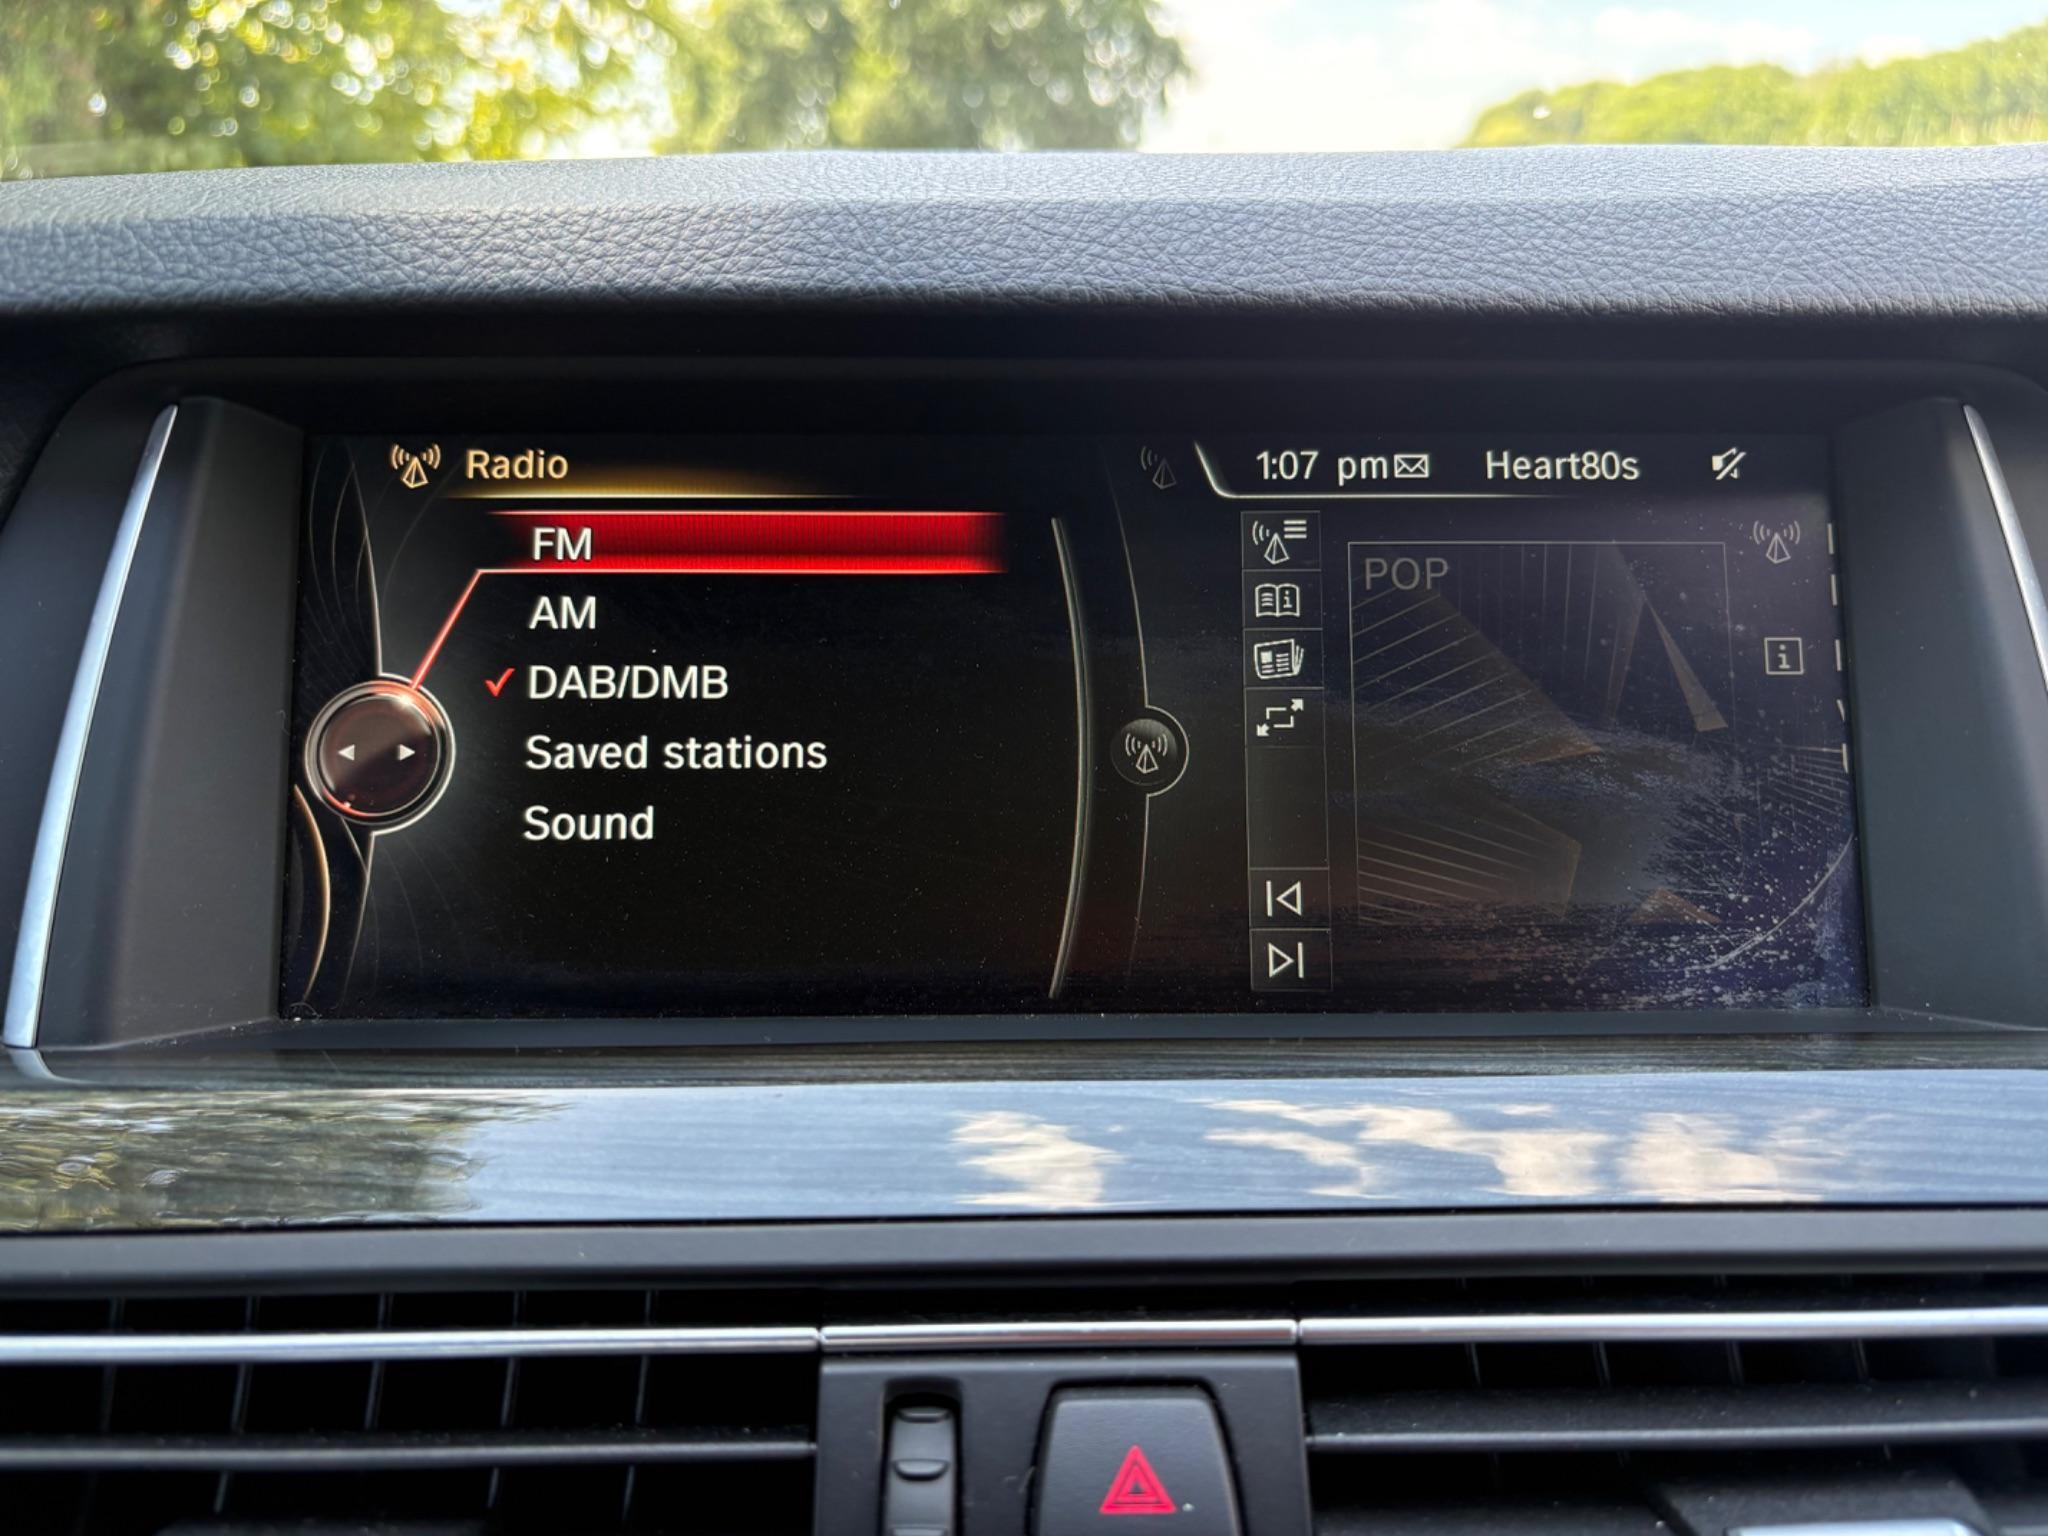 Radio
1:07 pm Heart80s
FM
AM
DAB/DMB
Saved stations
Sound
POP